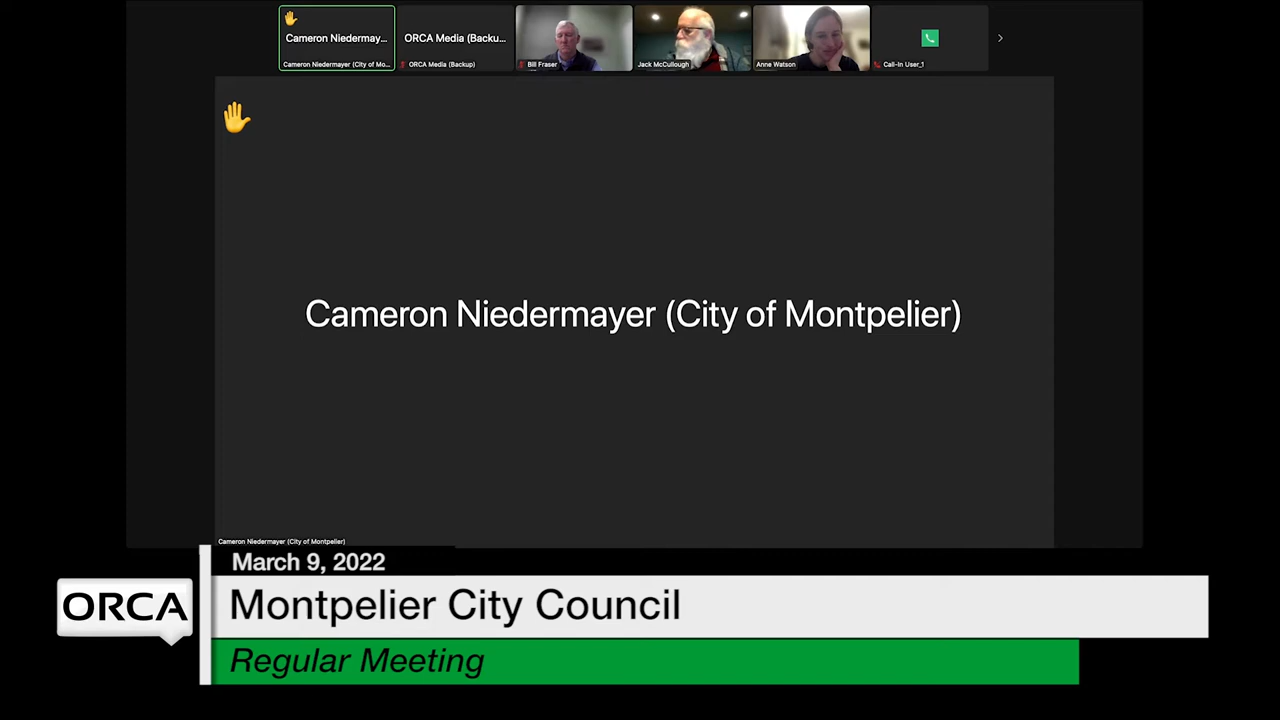 Cameron Niedermay...
Cameron Niedermayer (City of Mo...
ORCA Media (Backu...
ORCA Media (Backup)
Bill Fraser
Jack McCullough
Anne Watson
Call-In User_1
Cameron Niedermayer (City of Montpelier)
Cameron Niedermayer (City of Montpelier)
March 9, 2022
ORCA
Montpelier City Council
Regular Meeting